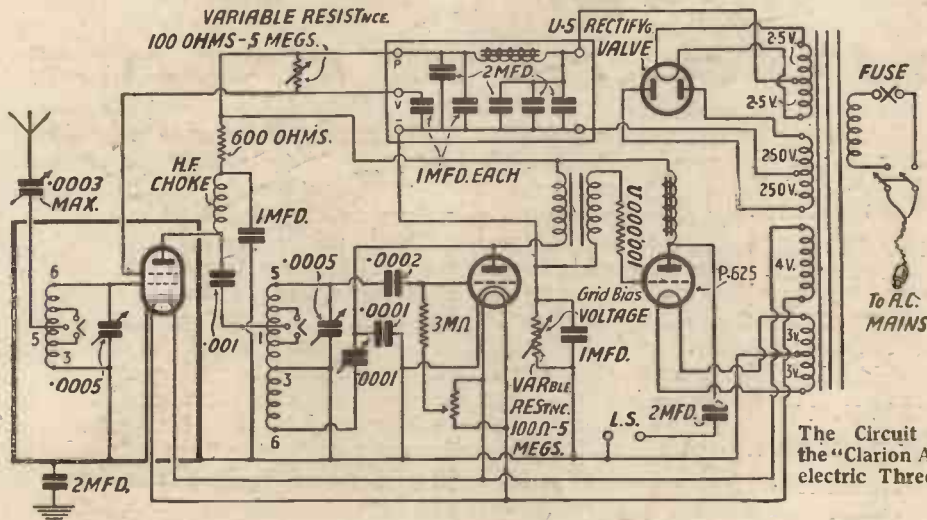 VARIABLE RESISTNCE.
100 OHMS-5 MEGS.
U-5 RECTIFYG
VALVE
P
V
2MFD.
2·5V.
2·5V.
FUSE
600 OHMS.
H.F.
CHOKE
1MFD. EACH
250V.
250V.
·0003
MAX.
1MFD.
100,000Ω
4V.
To A.C.
MAINS
6
5
3
·0005
·001
5
1
3
6
·0005
·0002
·0001
·0001
3MΩ
Grid Bias
VOLTAGE
1MFD.
P.625
3V.
3V.
VARBLE.
RESTNC.
100Ω-5
MEGS.
L.S.
2MFD.
2MFD.
The Circuit
the "Clarion A
electric Three